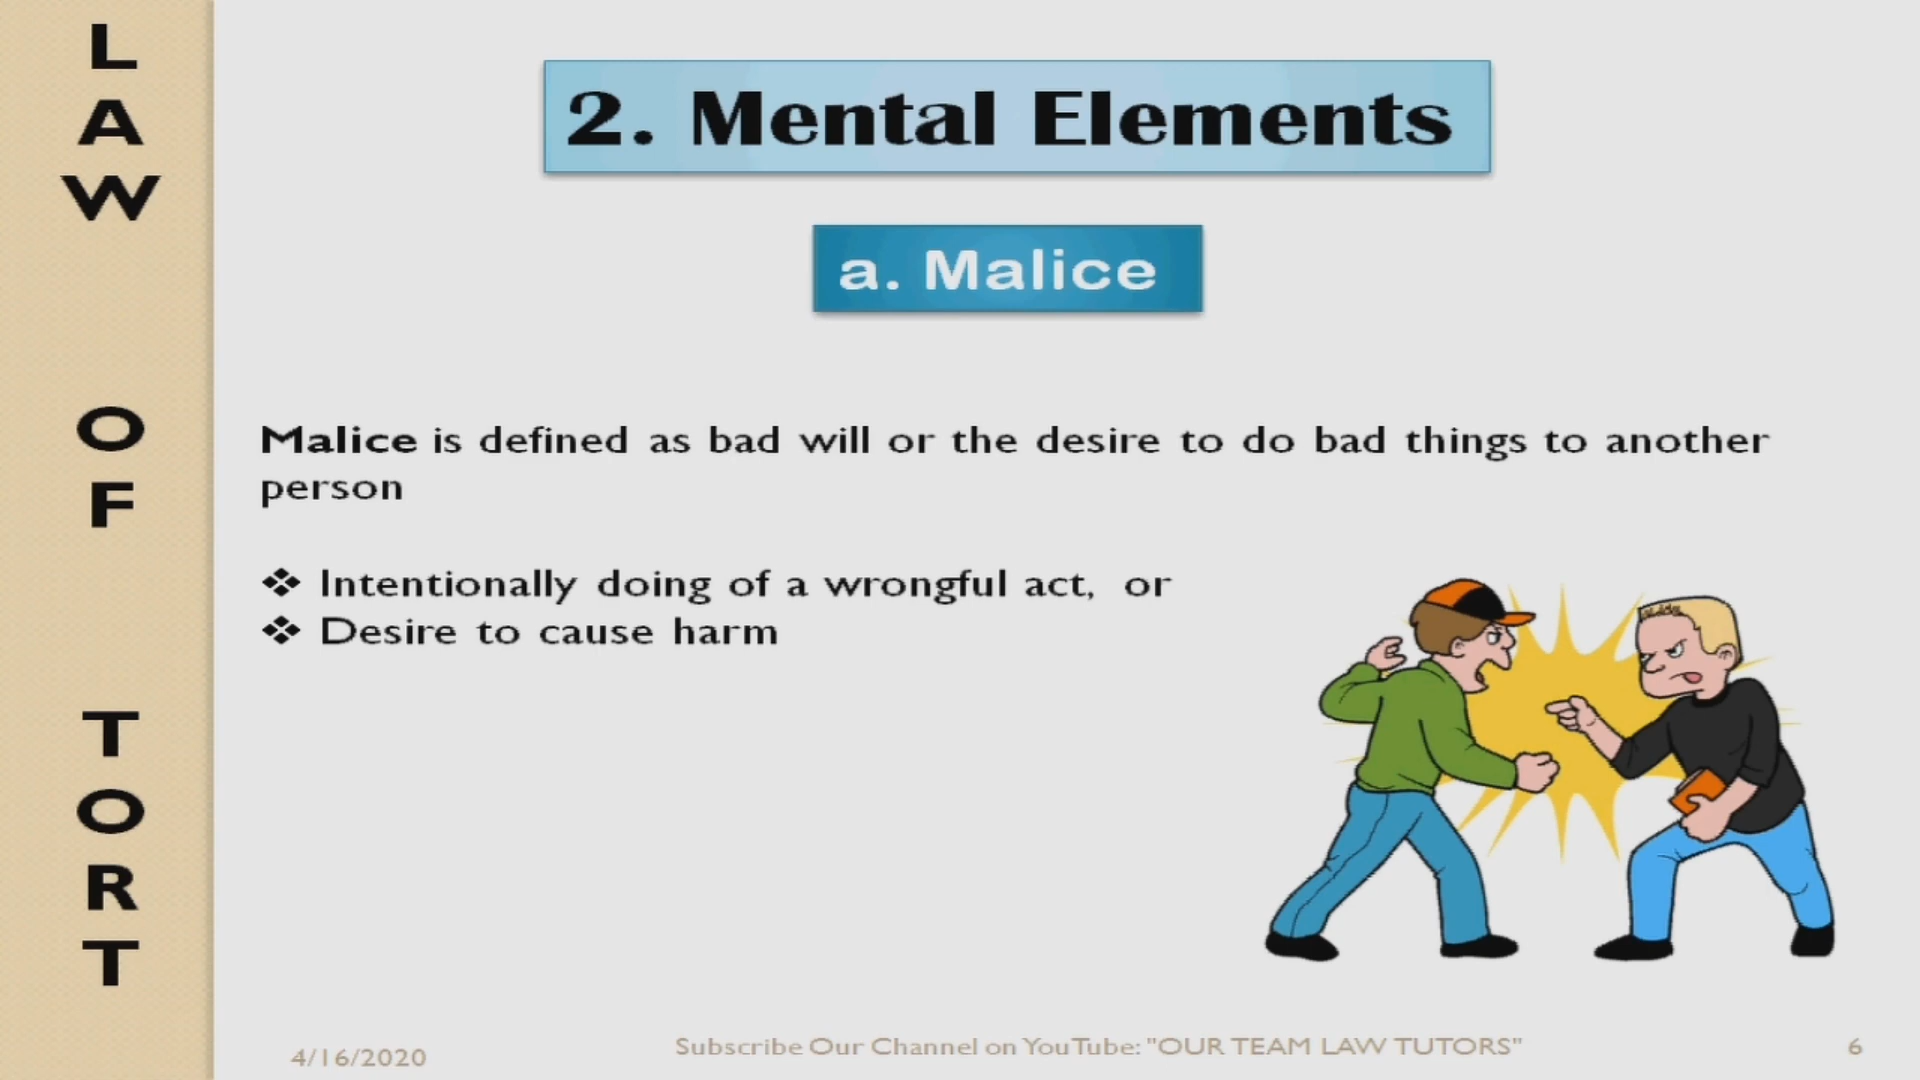 L
A
W
O
F
T
O
R
T
2. Mental Elements
a. Malice
Malice is defined as bad will or the desire to do bad things to another
person
❖ Intentionally doing of a wrongful act, or
❖ Desire to cause harm
4/16/2020
Subscribe Our Channel on YouTube: "OUR TEAM LAW TUTORS"
6